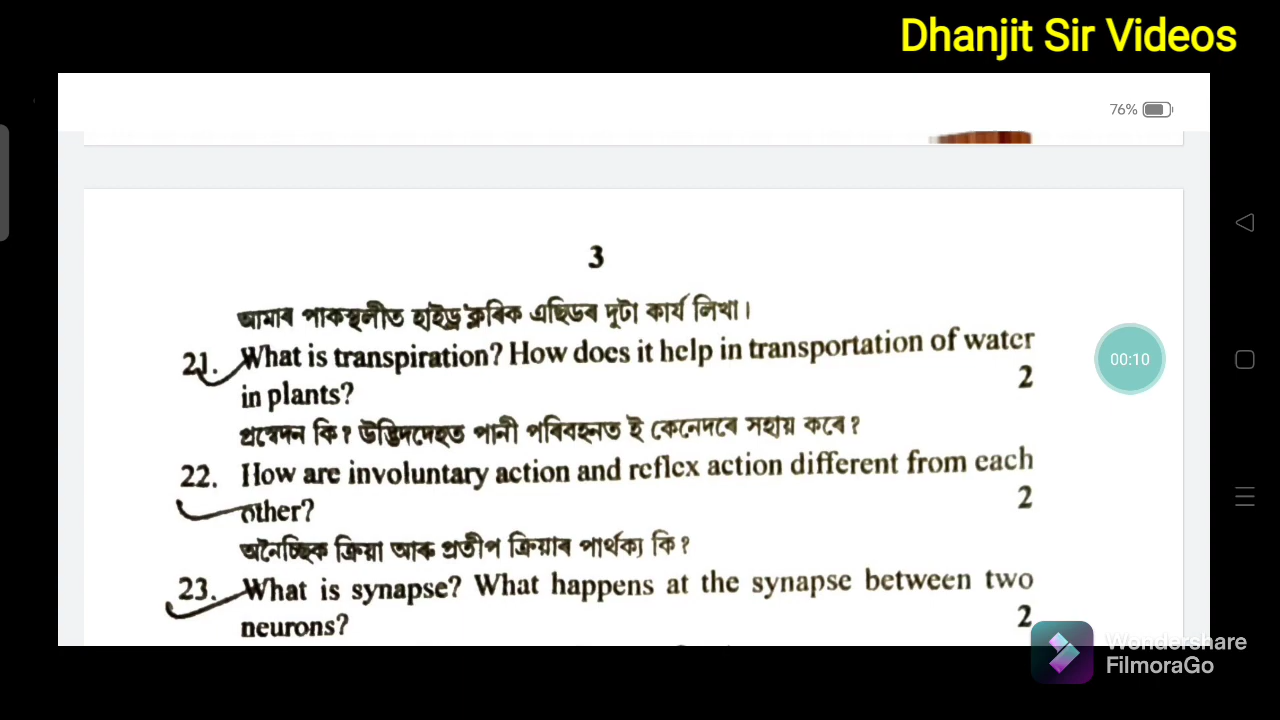 Dhanjit Sir Videos
76%
3
আমাৰ পাকস্থলীত হাইড্ৰ'ক্লৰিক এছিডৰ দুটা কাৰ্য লিখা।
21. What is transpiration? How does it help in transportation of water
in plants? 2
প্ৰস্বেদন কি? উদ্ভিদদেহত পানী পৰিবহনত ই কেনেদৰে সহায় কৰে?
22. How are involuntary action and reflex action different from each
other? 2
অনৈচ্ছিক ক্ৰিয়া আৰু প্ৰতীপ ক্ৰিয়াৰ পাৰ্থক্য কি?
23. What is synapse? What happens at the synapse between two
neurons? 2
00:10
Wondershare
FilmoraGo